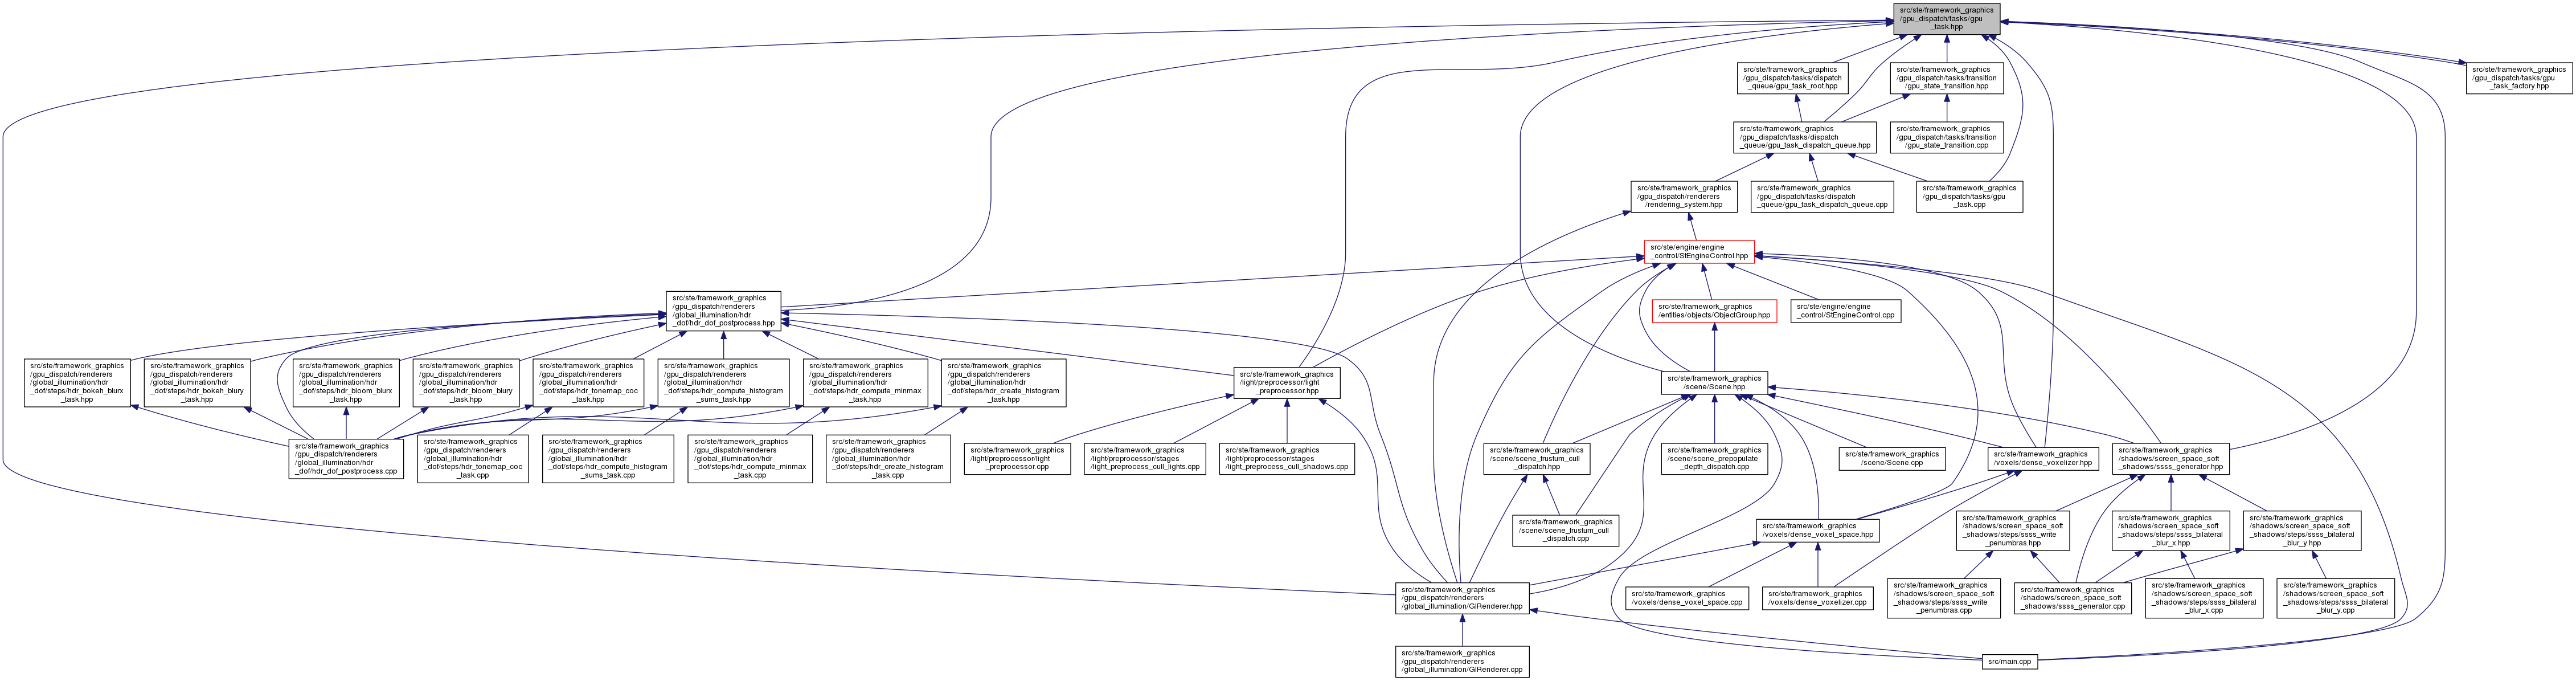 src/ste/framework_graphics
/gpu_dispatch/tasks/gpu
_task.hpp
src/ste/framework_graphics
/gpu_dispatch/tasks/dispatch
_queue/gpu_task_root.hpp
src/ste/framework_graphics
/gpu_dispatch/tasks/transition
/gpu_state_transition.hpp
src/ste/framework_graphics
/gpu_dispatch/tasks/gpu
_task_factory.hpp
src/ste/framework_graphics
/gpu_dispatch/tasks/dispatch
_queue/gpu_task_dispatch_queue.hpp
src/ste/framework_graphics
/gpu_dispatch/tasks/transition
/gpu_state_transition.cpp
src/ste/framework_graphics
/gpu_dispatch/renderers
/rendering_system.hpp
src/ste/framework_graphics
/gpu_dispatch/tasks/dispatch
_queue/gpu_task_dispatch_queue.cpp
src/ste/framework_graphics
/gpu_dispatch/tasks/gpu
_task.cpp
src/ste/engine/engine
_control/StEngineControl.hpp
src/ste/framework_graphics
/gpu_dispatch/renderers
/global_illumination/hdr
_dof/hdr_dof_postprocess.hpp
src/ste/framework_graphics
/entities/objects/ObjectGroup.hpp
src/ste/engine/engine
_control/StEngineControl.cpp
src/ste/framework_graphics
/gpu_dispatch/renderers
/global_illumination/hdr
_dof/steps/hdr_bokeh_blurx
_task.hpp
src/ste/framework_graphics
/gpu_dispatch/renderers
/global_illumination/hdr
_dof/steps/hdr_bokeh_blury
_task.hpp
src/ste/framework_graphics
/gpu_dispatch/renderers
/global_illumination/hdr
_dof/steps/hdr_bloom_blurx
_task.hpp
src/ste/framework_graphics
/gpu_dispatch/renderers
/global_illumination/hdr
_dof/steps/hdr_bloom_blury
_task.hpp
src/ste/framework_graphics
/gpu_dispatch/renderers
/global_illumination/hdr
_dof/steps/hdr_tonemap_coc
_task.hpp
src/ste/framework_graphics
/gpu_dispatch/renderers
/global_illumination/hdr
_dof/steps/hdr_compute_histogram
_sums_task.hpp
src/ste/framework_graphics
/gpu_dispatch/renderers
/global_illumination/hdr
_dof/steps/hdr_compute_minmax
_task.hpp
src/ste/framework_graphics
/gpu_dispatch/renderers
/global_illumination/hdr
_dof/steps/hdr_create_histogram
_task.hpp
src/ste/framework_graphics
/light/preprocessor/light
_preprocessor.hpp
src/ste/framework_graphics
/scene/Scene.hpp
src/ste/framework_graphics
/gpu_dispatch/renderers
/global_illumination/hdr
_dof/hdr_dof_postprocess.cpp
src/ste/framework_graphics
/gpu_dispatch/renderers
/global_illumination/hdr
_dof/steps/hdr_tonemap_coc
_task.cpp
src/ste/framework_graphics
/gpu_dispatch/renderers
/global_illumination/hdr
_dof/steps/hdr_compute_histogram
_sums_task.cpp
src/ste/framework_graphics
/gpu_dispatch/renderers
/global_illumination/hdr
_dof/steps/hdr_compute_minmax
_task.cpp
src/ste/framework_graphics
/gpu_dispatch/renderers
/global_illumination/hdr
_dof/steps/hdr_create_histogram
_task.cpp
src/ste/framework_graphics
/light/preprocessor/light
_preprocessor.cpp
src/ste/framework_graphics
/light/preprocessor/stages
/light_preprocess_cull_lights.cpp
src/ste/framework_graphics
/light/preprocessor/stages
/light_preprocess_cull_shadows.cpp
src/ste/framework_graphics
/scene/scene_frustum_cull
_dispatch.hpp
src/ste/framework_graphics
/scene/scene_prepopulate
_depth_dispatch.cpp
src/ste/framework_graphics
/scene/Scene.cpp
src/ste/framework_graphics
/voxels/dense_voxelizer.hpp
src/ste/framework_graphics
/shadows/screen_space_soft
_shadows/ssss_generator.hpp
src/ste/framework_graphics
/scene/scene_frustum_cull
_dispatch.cpp
src/ste/framework_graphics
/voxels/dense_voxel_space.hpp
src/ste/framework_graphics
/shadows/screen_space_soft
_shadows/steps/ssss_write
_penumbras.hpp
src/ste/framework_graphics
/shadows/screen_space_soft
_shadows/steps/ssss_bilateral
_blur_x.hpp
src/ste/framework_graphics
/shadows/screen_space_soft
_shadows/steps/ssss_bilateral
_blur_y.hpp
src/ste/framework_graphics
/gpu_dispatch/renderers
/global_illumination/GIRenderer.hpp
src/ste/framework_graphics
/voxels/dense_voxel_space.cpp
src/ste/framework_graphics
/voxels/dense_voxelizer.cpp
src/ste/framework_graphics
/shadows/screen_space_soft
_shadows/steps/ssss_write
_penumbras.cpp
src/ste/framework_graphics
/shadows/screen_space_soft
_shadows/ssss_generator.cpp
src/ste/framework_graphics
/shadows/screen_space_soft
_shadows/steps/ssss_bilateral
_blur_x.cpp
src/ste/framework_graphics
/shadows/screen_space_soft
_shadows/steps/ssss_bilateral
_blur_y.cpp
src/ste/framework_graphics
/gpu_dispatch/renderers
/global_illumination/GIRenderer.cpp
src/main.cpp